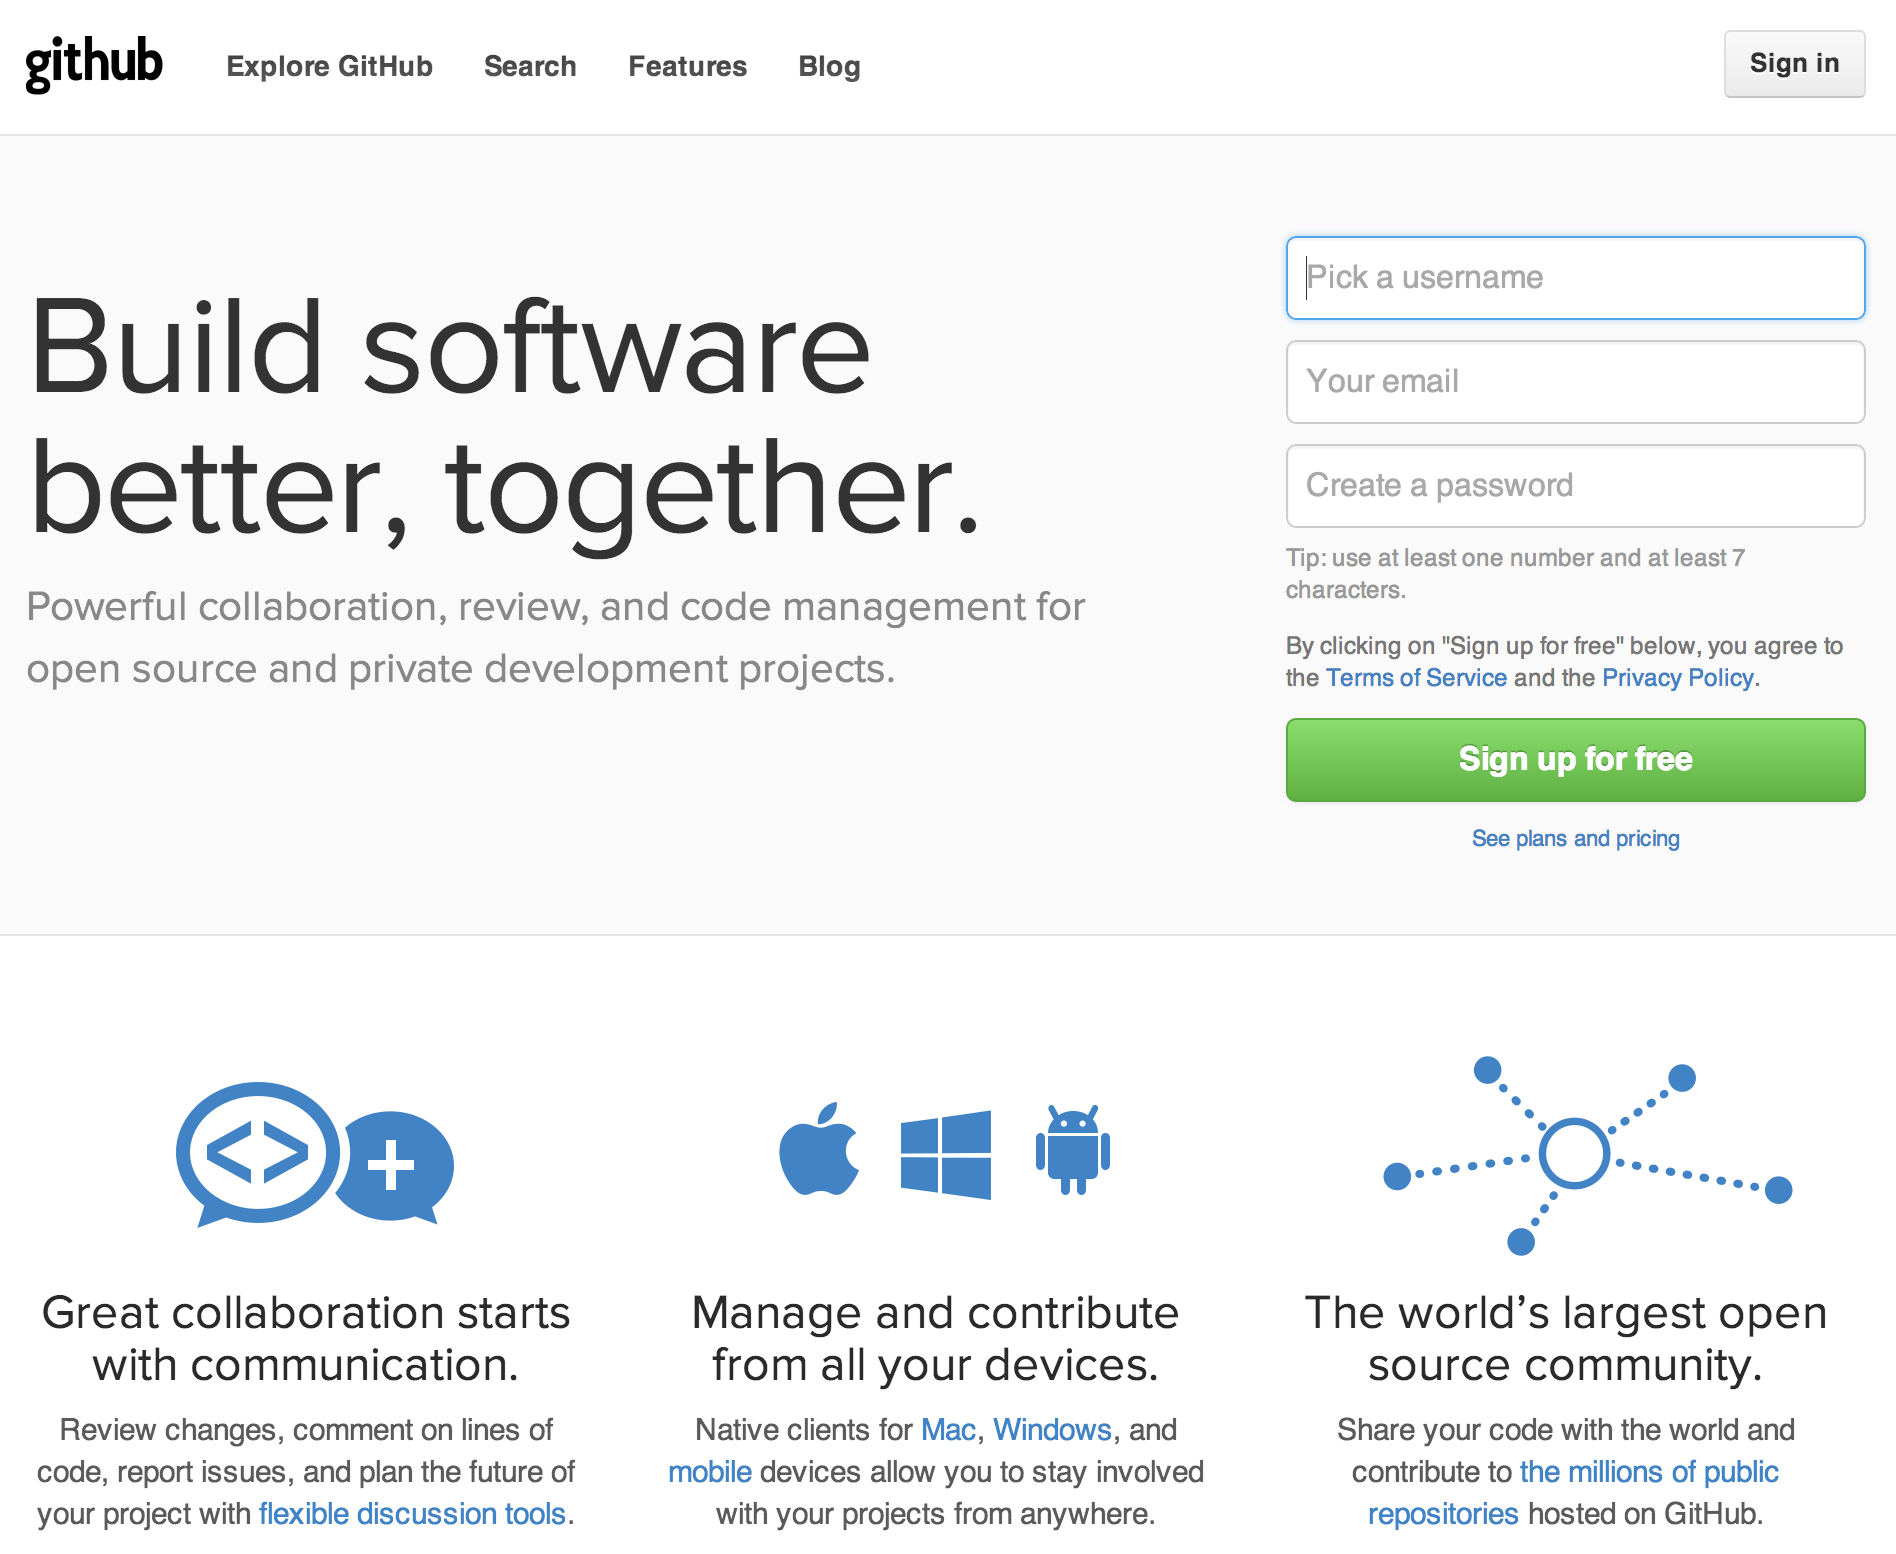 github
Explore GitHub
Search
Features
Blog
Sign in
Build software
better, together.
Powerful collaboration, review, and code management for
open source and private development projects.
Pick a username
Your email
Create a password
Tip: use at least one number and at least 7
characters.
By clicking on "Sign up for free" below, you agree to
the Terms of Service and the Privacy Policy.
Sign up for free
See plans and pricing
Great collaboration starts
with communication.
Review changes, comment on lines of
code, report issues, and plan the future of
your project with flexible discussion tools.
Manage and contribute
from all your devices.
Native clients for Mac, Windows, and
mobile devices allow you to stay involved
with your projects from anywhere.
The world’s largest open
source community.
Share your code with the world and
contribute to the millions of public
repositories hosted on GitHub.